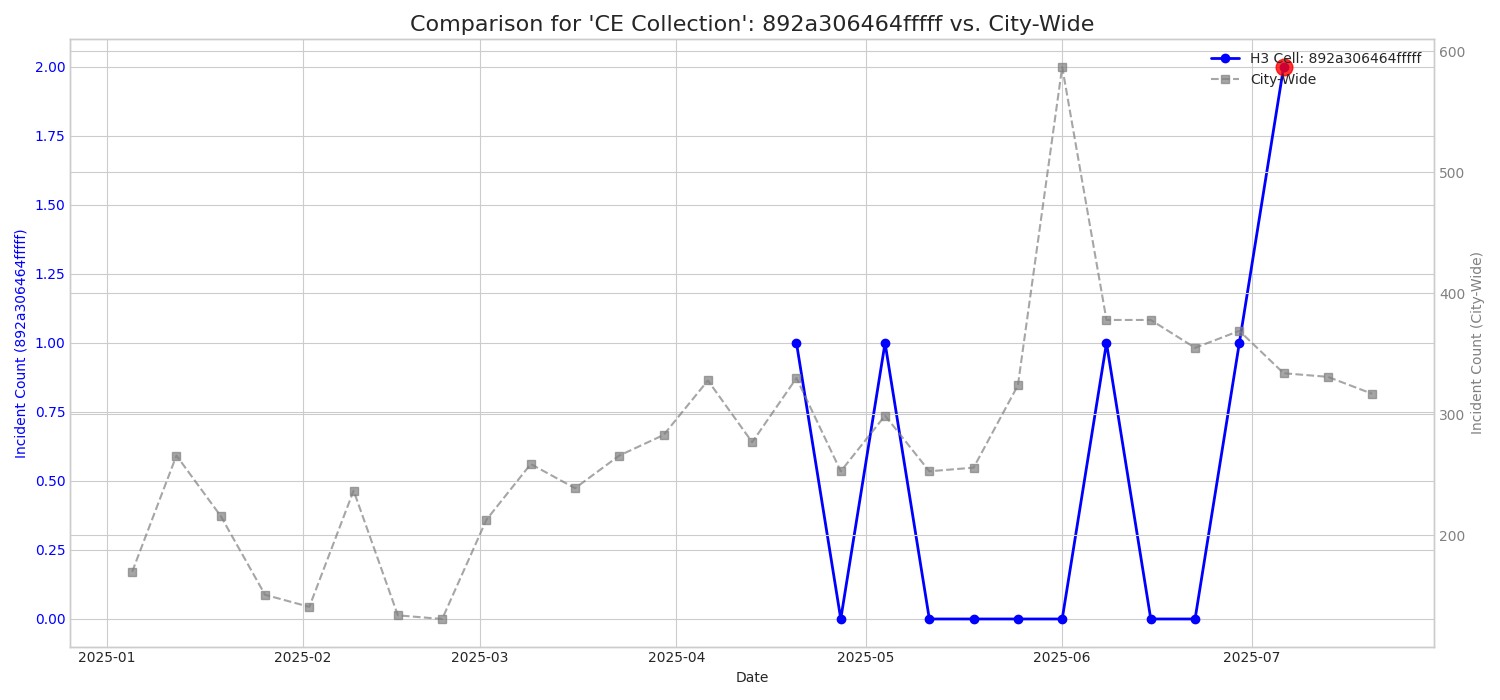 Comparison for 'CE Collection': 892a306464fffff vs. City-Wide
H3 Cell: 892a306464fffff
City-Wide
Incident Count (892a306464fffff)
2.00
1.75
1.50
1.25
1.00
0.75
0.50
0.25
0.00
600
500
400
300
200
Incident Count (City-Wide)
2025-01 2025-02 2025-03 2025-04 2025-05 2025-06 2025-07
Date